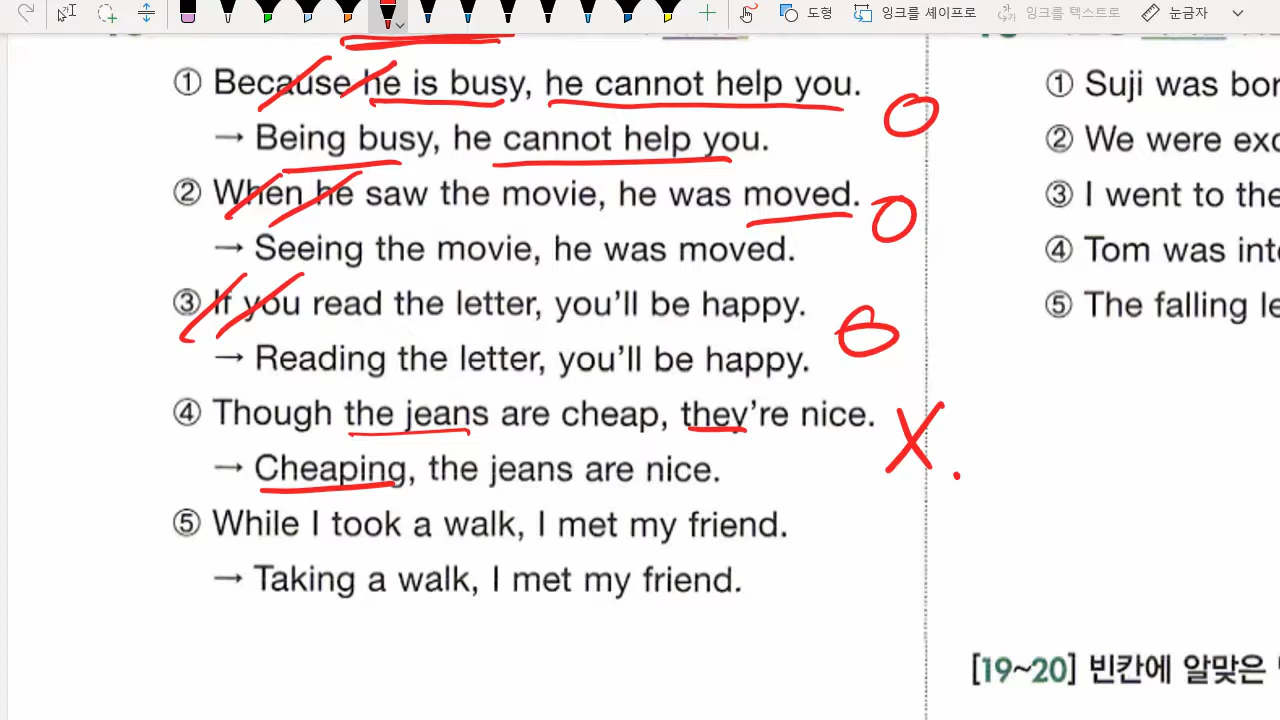 도형 잉크를 셰이프로 잉크를 텍스트로 눈금자
① Because he is busy, he cannot help you.
→ Being busy, he cannot help you.
② When he saw the movie, he was moved.
→ Seeing the movie, he was moved.
③ If you read the letter, you'll be happy.
→ Reading the letter, you'll be happy.
④ Though the jeans are cheap, they're nice.
→ Cheaping, the jeans are nice.
⑤ While I took a walk, I met my friend.
→ Taking a walk, I met my friend.
O
O
O
X.
① Suji was bor
② We were exc
③ I went to the
④ Tom was inte
⑤ The falling le
[19~20] 빈칸에 알맞은